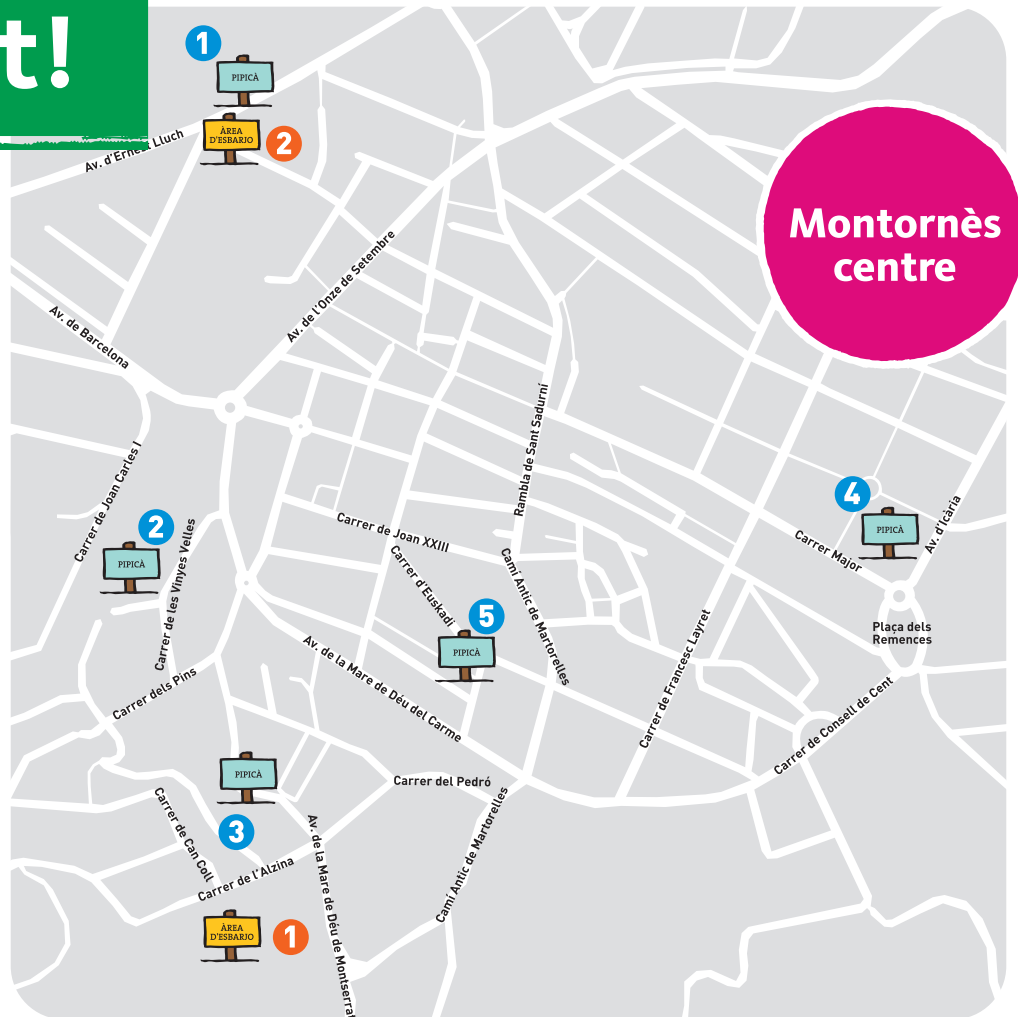 t!
1
PIPICÀ
ÀREA
D'ESBARJO
2
Av. d'Ernest Lluch
Montornès
centre
Av. de l'Onze de Setembre
Av. de Barcelona
Rambla de Sant Sadurní
Carrer de Joan Carles I
4
PIPICÀ
Av. d'Icària
Carrer Major
2
PIPICÀ
Carrer de les Vinyes Velles
Carrer de Joan XXIII
Carrer d'Euskadi
Camí Antic de Martorelles
5
PIPICÀ
Plaça dels
Remences
Carrer de Francesc Layret
Av. de la Mare de Déu del Carme
Carrer dels Pins
Carrer de Consell de Cent
PIPICÀ
3
Carrer del Pedró
Carrer de Can Coll
Carrer de l'Alzina
Av. de la Mare de Déu de Montserrat
Camí Antic de Martorelles
ÀREA
D'ESBARJO
1